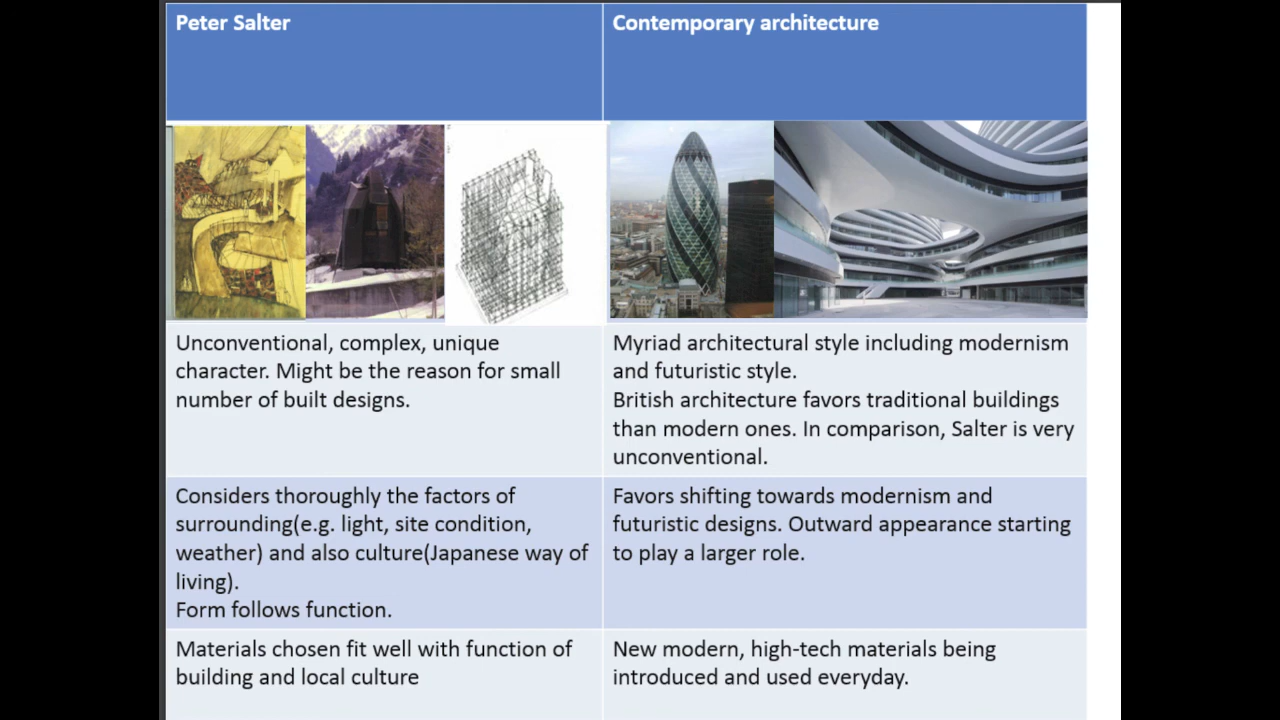 Peter Salter
Contemporary architecture
Unconventional, complex, unique
character. Might be the reason for small
number of built designs.
Myriad architectural style including modernism
and futuristic style.
British architecture favors traditional buildings
than modern ones. In comparison, Salter is very
unconventional.
Considers thoroughly the factors of
surrounding(e.g. light, site condition,
weather) and also culture(Japanese way of
living).
Form follows function.
Favors shifting towards modernism and
futuristic designs. Outward appearance starting
to play a larger role.
Materials chosen fit well with function of
building and local culture
New modern, high-tech materials being
introduced and used everyday.